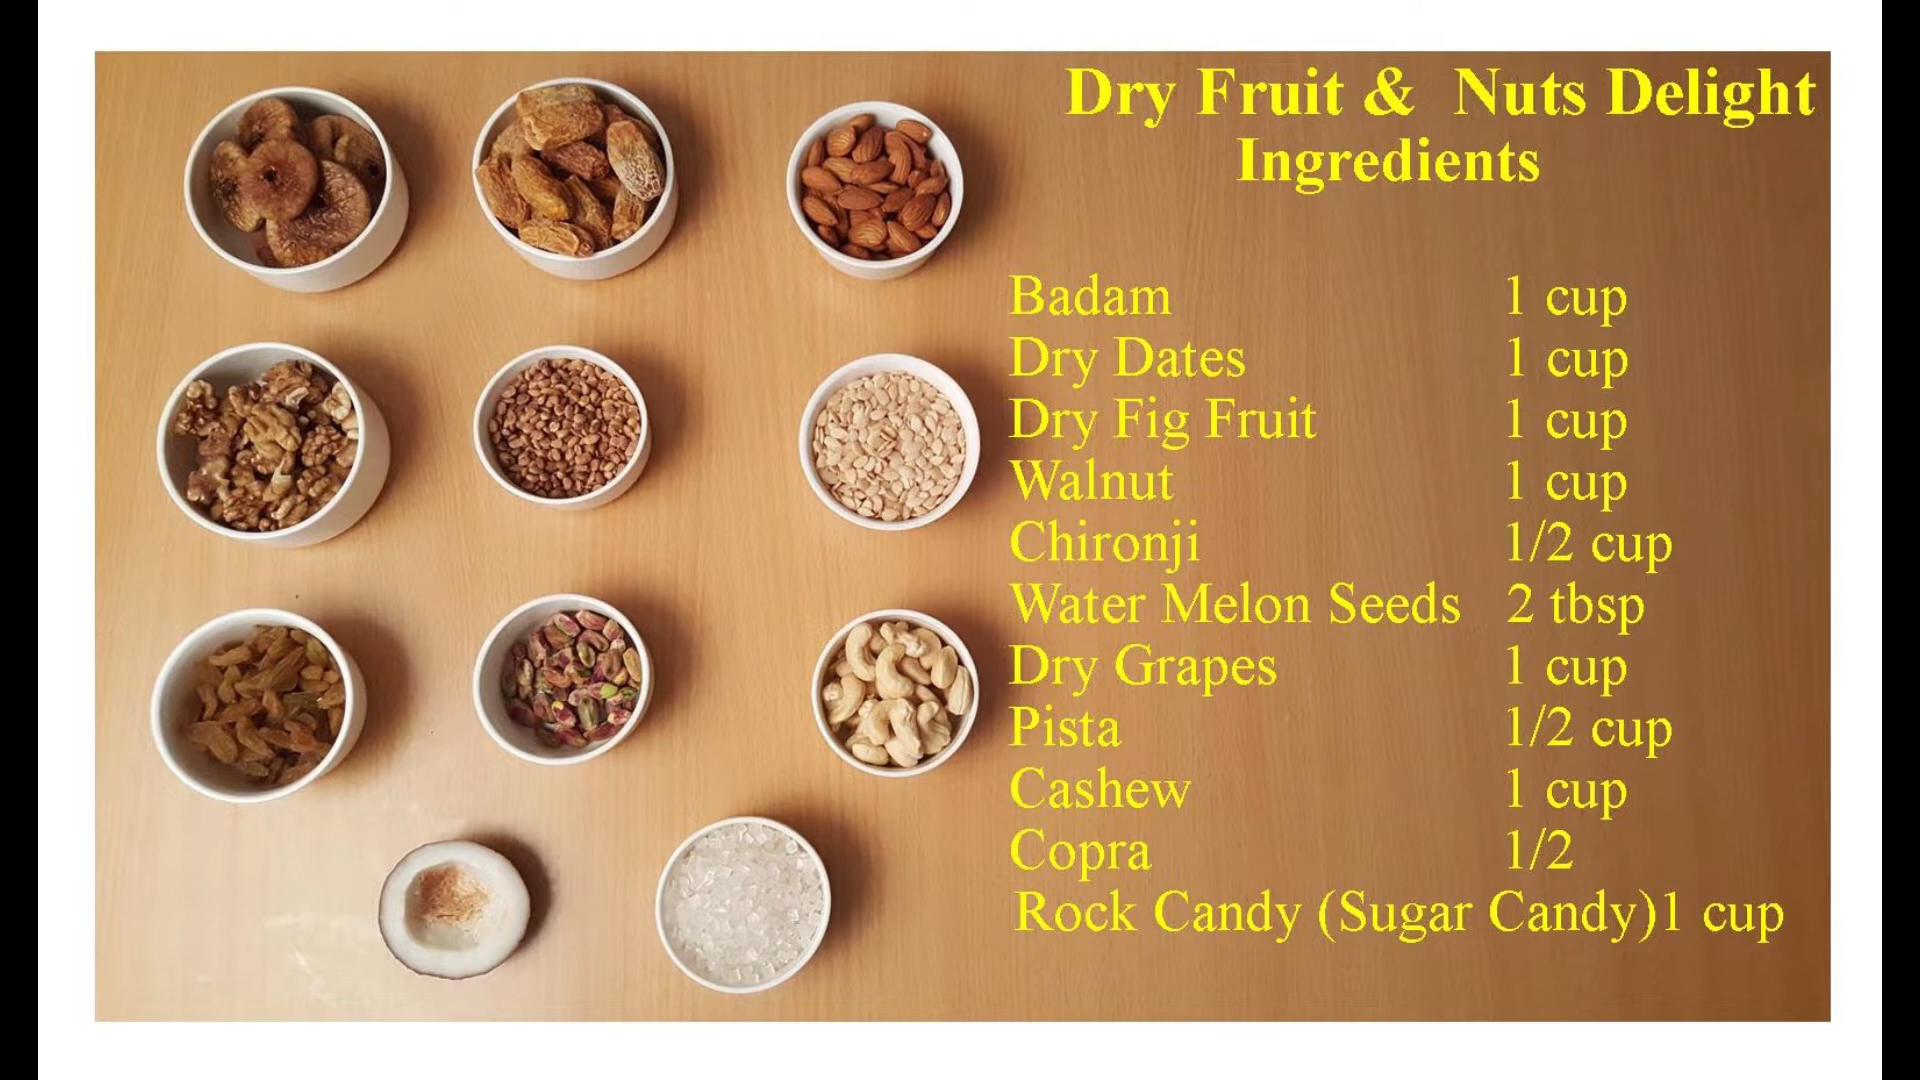 Dry Fruit & Nuts Delight
Ingredients
Badam 1 cup
Dry Dates 1 cup
Dry Fig Fruit 1 cup
Walnut 1 cup
Chironji 1/2 cup
Water Melon Seeds 2 tbsp
Dry Grapes 1 cup
Pista 1/2 cup
Cashew 1 cup
Copra 1/2
Rock Candy (Sugar Candy)1 cup